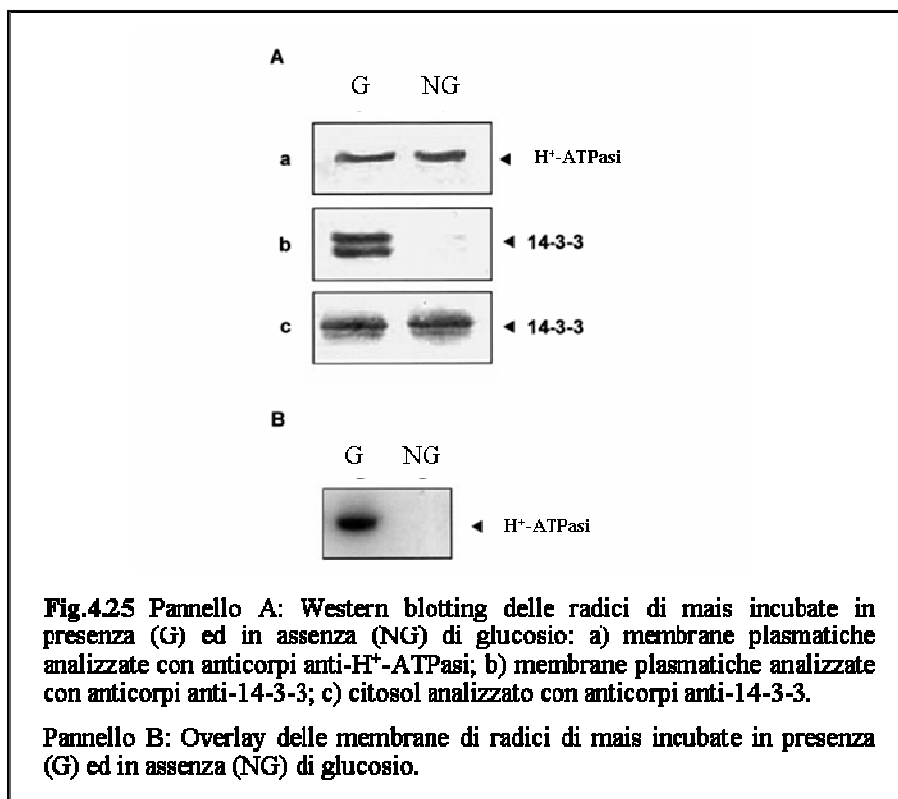 A
G NG
a H⁺-ATPasi
b 14-3-3
c 14-3-3
B
G NG
H⁺-ATPasi
Fig.4.25 Pannello A: Western blotting delle radici di mais incubate in
presenza (G) ed in assenza (NG) di glucosio: a) membrane plasmatiche
analizzate con anticorpi anti-H⁺-ATPasi; b) membrane plasmatiche analizzate
con anticorpi anti-14-3-3; c) citosol analizzato con anticorpi anti-14-3-3.
Pannello B: Overlay delle membrane di radici di mais incubate in presenza
(G) ed in assenza (NG) di glucosio.